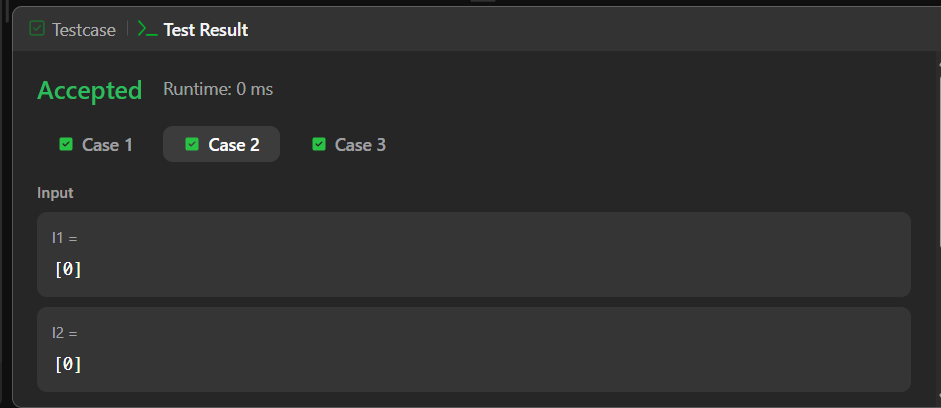 Testcase
Test Result
Accepted Runtime: 0 ms
Case 1 Case 2 Case 3
Input
l1 =
[0]
l2 =
[0]